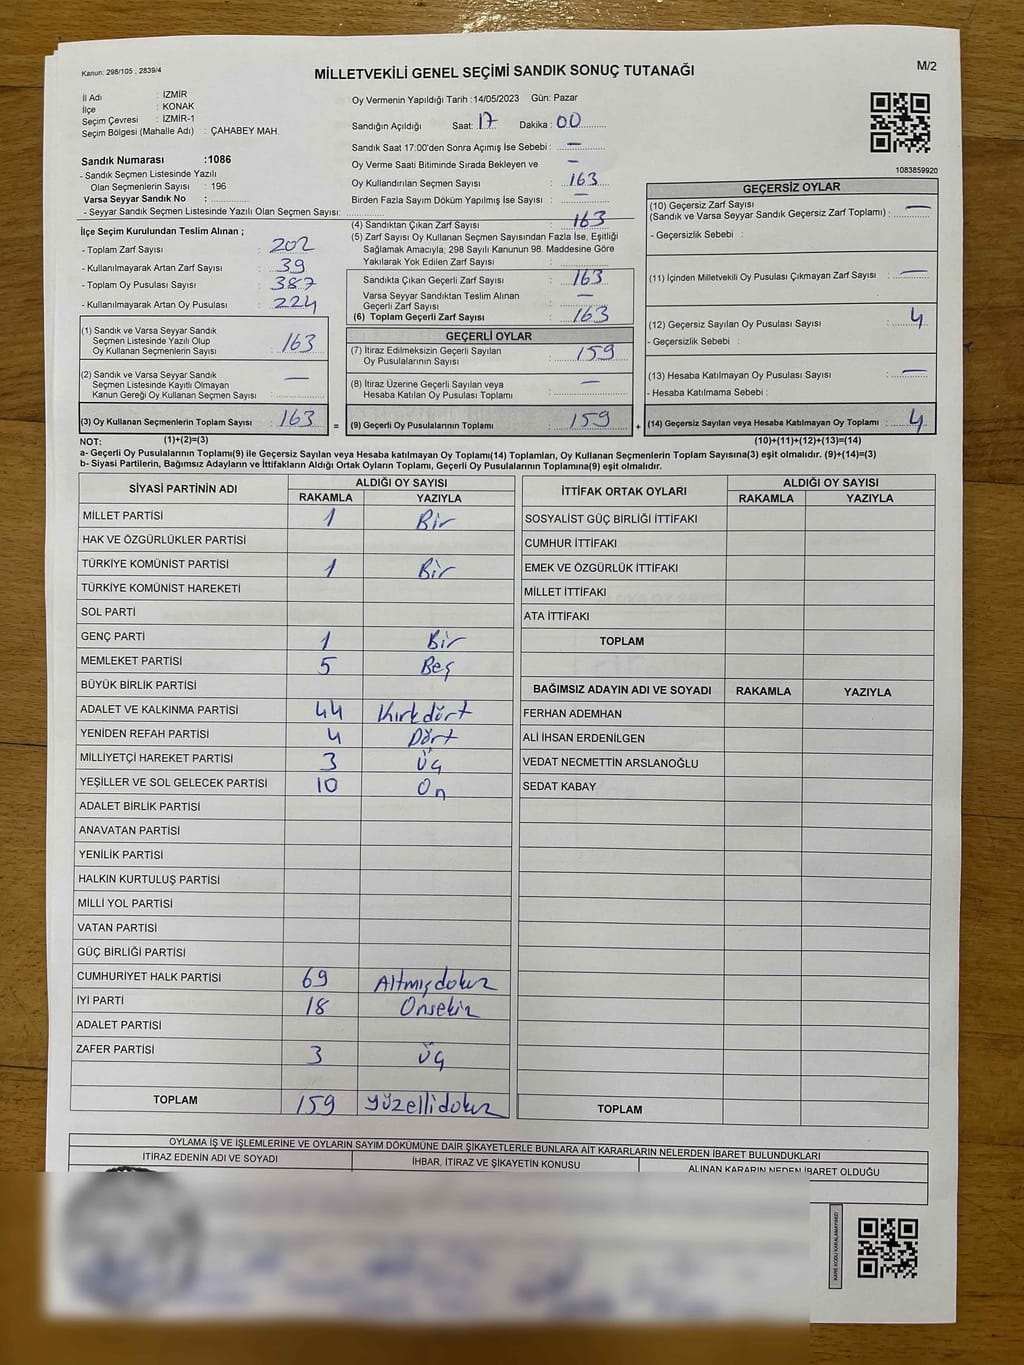 Kanun: 298/105 , 2839/4
MİLLETVEKİLİ GENEL SEÇİMİ SANDIK SONUÇ TUTANAĞI
M/2
İl Adı : İZMİR
İlçe : KONAK
Seçim Çevresi : İZMİR-1
Seçim Bölgesi (Mahalle Adı) : ÇAHABEY MAH.
Sandık Numarası :1086
- Sandık Seçmen Listesinde Yazılı
Olan Seçmenlerin Sayısı : 196
Varsa Seyyar Sandık No :
- Seyyar Sandık Seçmen Listesinde Yazılı Olan Seçmen Sayısı:
İlçe Seçim Kurulundan Teslim Alınan ;
- Toplam Zarf Sayısı : 202
- Kullanılmayarak Artan Zarf Sayısı : 39
- Toplam Oy Pusulası Sayısı : 387
- Kullanılmayarak Artan Oy Pusulası : 224
(1) Sandık ve Varsa Seyyar Sandık
Seçmen Listesinde Yazılı Olup
Oy Kullanan Seçmenlerin Sayısı : 163
(2) Sandık ve Varsa Seyyar Sandık
Seçmen Listesinde Kayıtlı Olmayan
Kanun Gereği Oy Kullanan Seçmen Sayısı : —
(3) Oy Kullanan Seçmenlerin Toplam Sayısı : 163
Oy Vermenin Yapıldığı Tarih :14/05/2023 Gün: Pazar
Sandığın Açıldığı Saat: 17 Dakika : 00
Sandık Saat 17:00'den Sonra Açımış İse Sebebi : —
Oy Verme Saati Bitiminde Sırada Bekleyen ve —
Oy Kullandırılan Seçmen Sayısı : 163
Birden Fazla Sayım Döküm Yapılmış İse Sayısı : —
(4) Sandıktan Çıkan Zarf Sayısı : 163
(5) Zarf Sayısı Oy Kullanan Seçmen Sayısından Fazla İse, Eşitliği
Sağlamak Amacıyla; 298 Sayılı Kanunun 98. Maddesine Göre
Yakılarak Yok Edilen Zarf Sayısı :
Sandıkta Çıkan Geçerli Zarf Sayısı : 163
Varsa Seyyar Sandıktan Teslim Alınan
Geçerli Zarf Sayısı : —
(6) Toplam Geçerli Zarf Sayısı : 163
GEÇERLİ OYLAR
(7) İtiraz Edilmeksizin Geçerli Sayılan
Oy Pusulalarının Sayısı : 159
(8) İtiraz Üzerine Geçerli Sayılan veya
Hesaba Katılan Oy Pusulası Toplamı : —
= (9) Geçerli Oy Pusulalarının Toplamı : 159
1083859920
GEÇERSİZ OYLAR
(10) Geçersiz Zarf Sayısı
(Sandık ve Varsa Seyyar Sandık Geçersiz Zarf Toplamı) : —
- Geçersizlik Sebebi :
(11) İçinden Milletvekili Oy Pusulası Çıkmayan Zarf Sayısı : —
(12) Geçersiz Sayılan Oy Pusulası Sayısı : 4
- Geçersizlik Sebebi :
(13) Hesaba Katılmayan Oy Pusulası Sayısı : —
- Hesaba Katılmama Sebebi :
+ (14) Geçersiz Sayılan veya Hesaba Katılmayan Oy Toplamı : 4
NOT: (1)+(2)=(3) (10)+(11)+(12)+(13)=(14)
a- Geçerli Oy Pusulalarının Toplamı(9) ile Geçersiz Sayılan veya Hesaba katılmayan Oy Toplamı(14) Toplamları, Oy Kullanan Seçmenlerin Toplam Sayısına(3) eşit olmalıdır. (9)+(14)=(3)
b- Siyasi Partilerin, Bağımsız Adayların ve İttifakların Aldığı Ortak Oyların Toplamı, Geçerli Oy Pusulalarının Toplamına(9) eşit olmalıdır.
SİYASİ PARTİNİN ADI ALDIĞI OY SAYISI
RAKAMLA YAZIYLA
MİLLET PARTİSİ 1 Bir
HAK VE ÖZGÜRLÜKLER PARTİSİ
TÜRKİYE KOMÜNİST PARTİSİ 1 Bir
TÜRKİYE KOMÜNİST HAREKETİ
SOL PARTİ
GENÇ PARTİ 1 Bir
MEMLEKET PARTİSİ 5 Beş
BÜYÜK BİRLİK PARTİSİ
ADALET VE KALKINMA PARTİSİ 44 Kırkdört
YENİDEN REFAH PARTİSİ 4 Dört
MİLLİYETÇİ HAREKET PARTİSİ 3 Üç
YEŞİLLER VE SOL GELECEK PARTİSİ 10 On
ADALET BİRLİK PARTİSİ
ANAVATAN PARTİSİ
YENİLİK PARTİSİ
HALKIN KURTULUŞ PARTİSİ
MİLLİ YOL PARTİSİ
VATAN PARTİSİ
GÜÇ BİRLİĞİ PARTİSİ
CUMHURİYET HALK PARTİSİ 69 Altmışdokuz
İYİ PARTİ 18 Onsekiz
ADALET PARTİSİ
ZAFER PARTİSİ 3 Üç
TOPLAM 159 Yüzellidokuz
İTTİFAK ORTAK OYLARI ALDIĞI OY SAYISI
RAKAMLA YAZIYLA
SOSYALİST GÜÇ BİRLİĞİ İTTİFAKI
CUMHUR İTTİFAKI
EMEK VE ÖZGÜRLÜK İTTİFAKI
MİLLET İTTİFAKI
ATA İTTİFAKI
TOPLAM
BAĞIMSIZ ADAYIN ADI VE SOYADI RAKAMLA YAZIYLA
FERHAN ADEMHAN
ALİ İHSAN ERDENİLGEN
VEDAT NECMETTİN ARSLANOĞLU
SEDAT KABAY
TOPLAM
OYLAMA İŞ VE İŞLEMLERİNE VE OYLARIN SAYIM DÖKÜMÜNE DAİR ŞİKAYETLERLE BUNLARA AİT KARARLARIN NELERDEN İBARET BULUNDUKLARI
İTİRAZ EDENİN ADI VE SOYADI İHBAR, İTİRAZ VE ŞİKAYETİN KONUSU ALINAN KARARIN NEDEN İBARET OLDUĞU